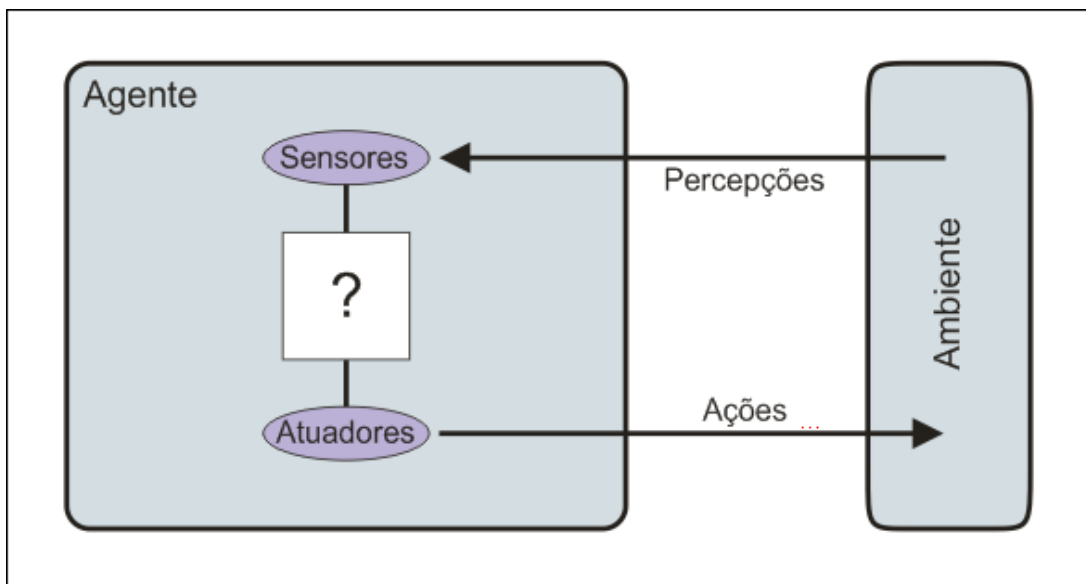 Agente
Sensores
Percepções
?
Ambiente
Ações
...
Atuadores